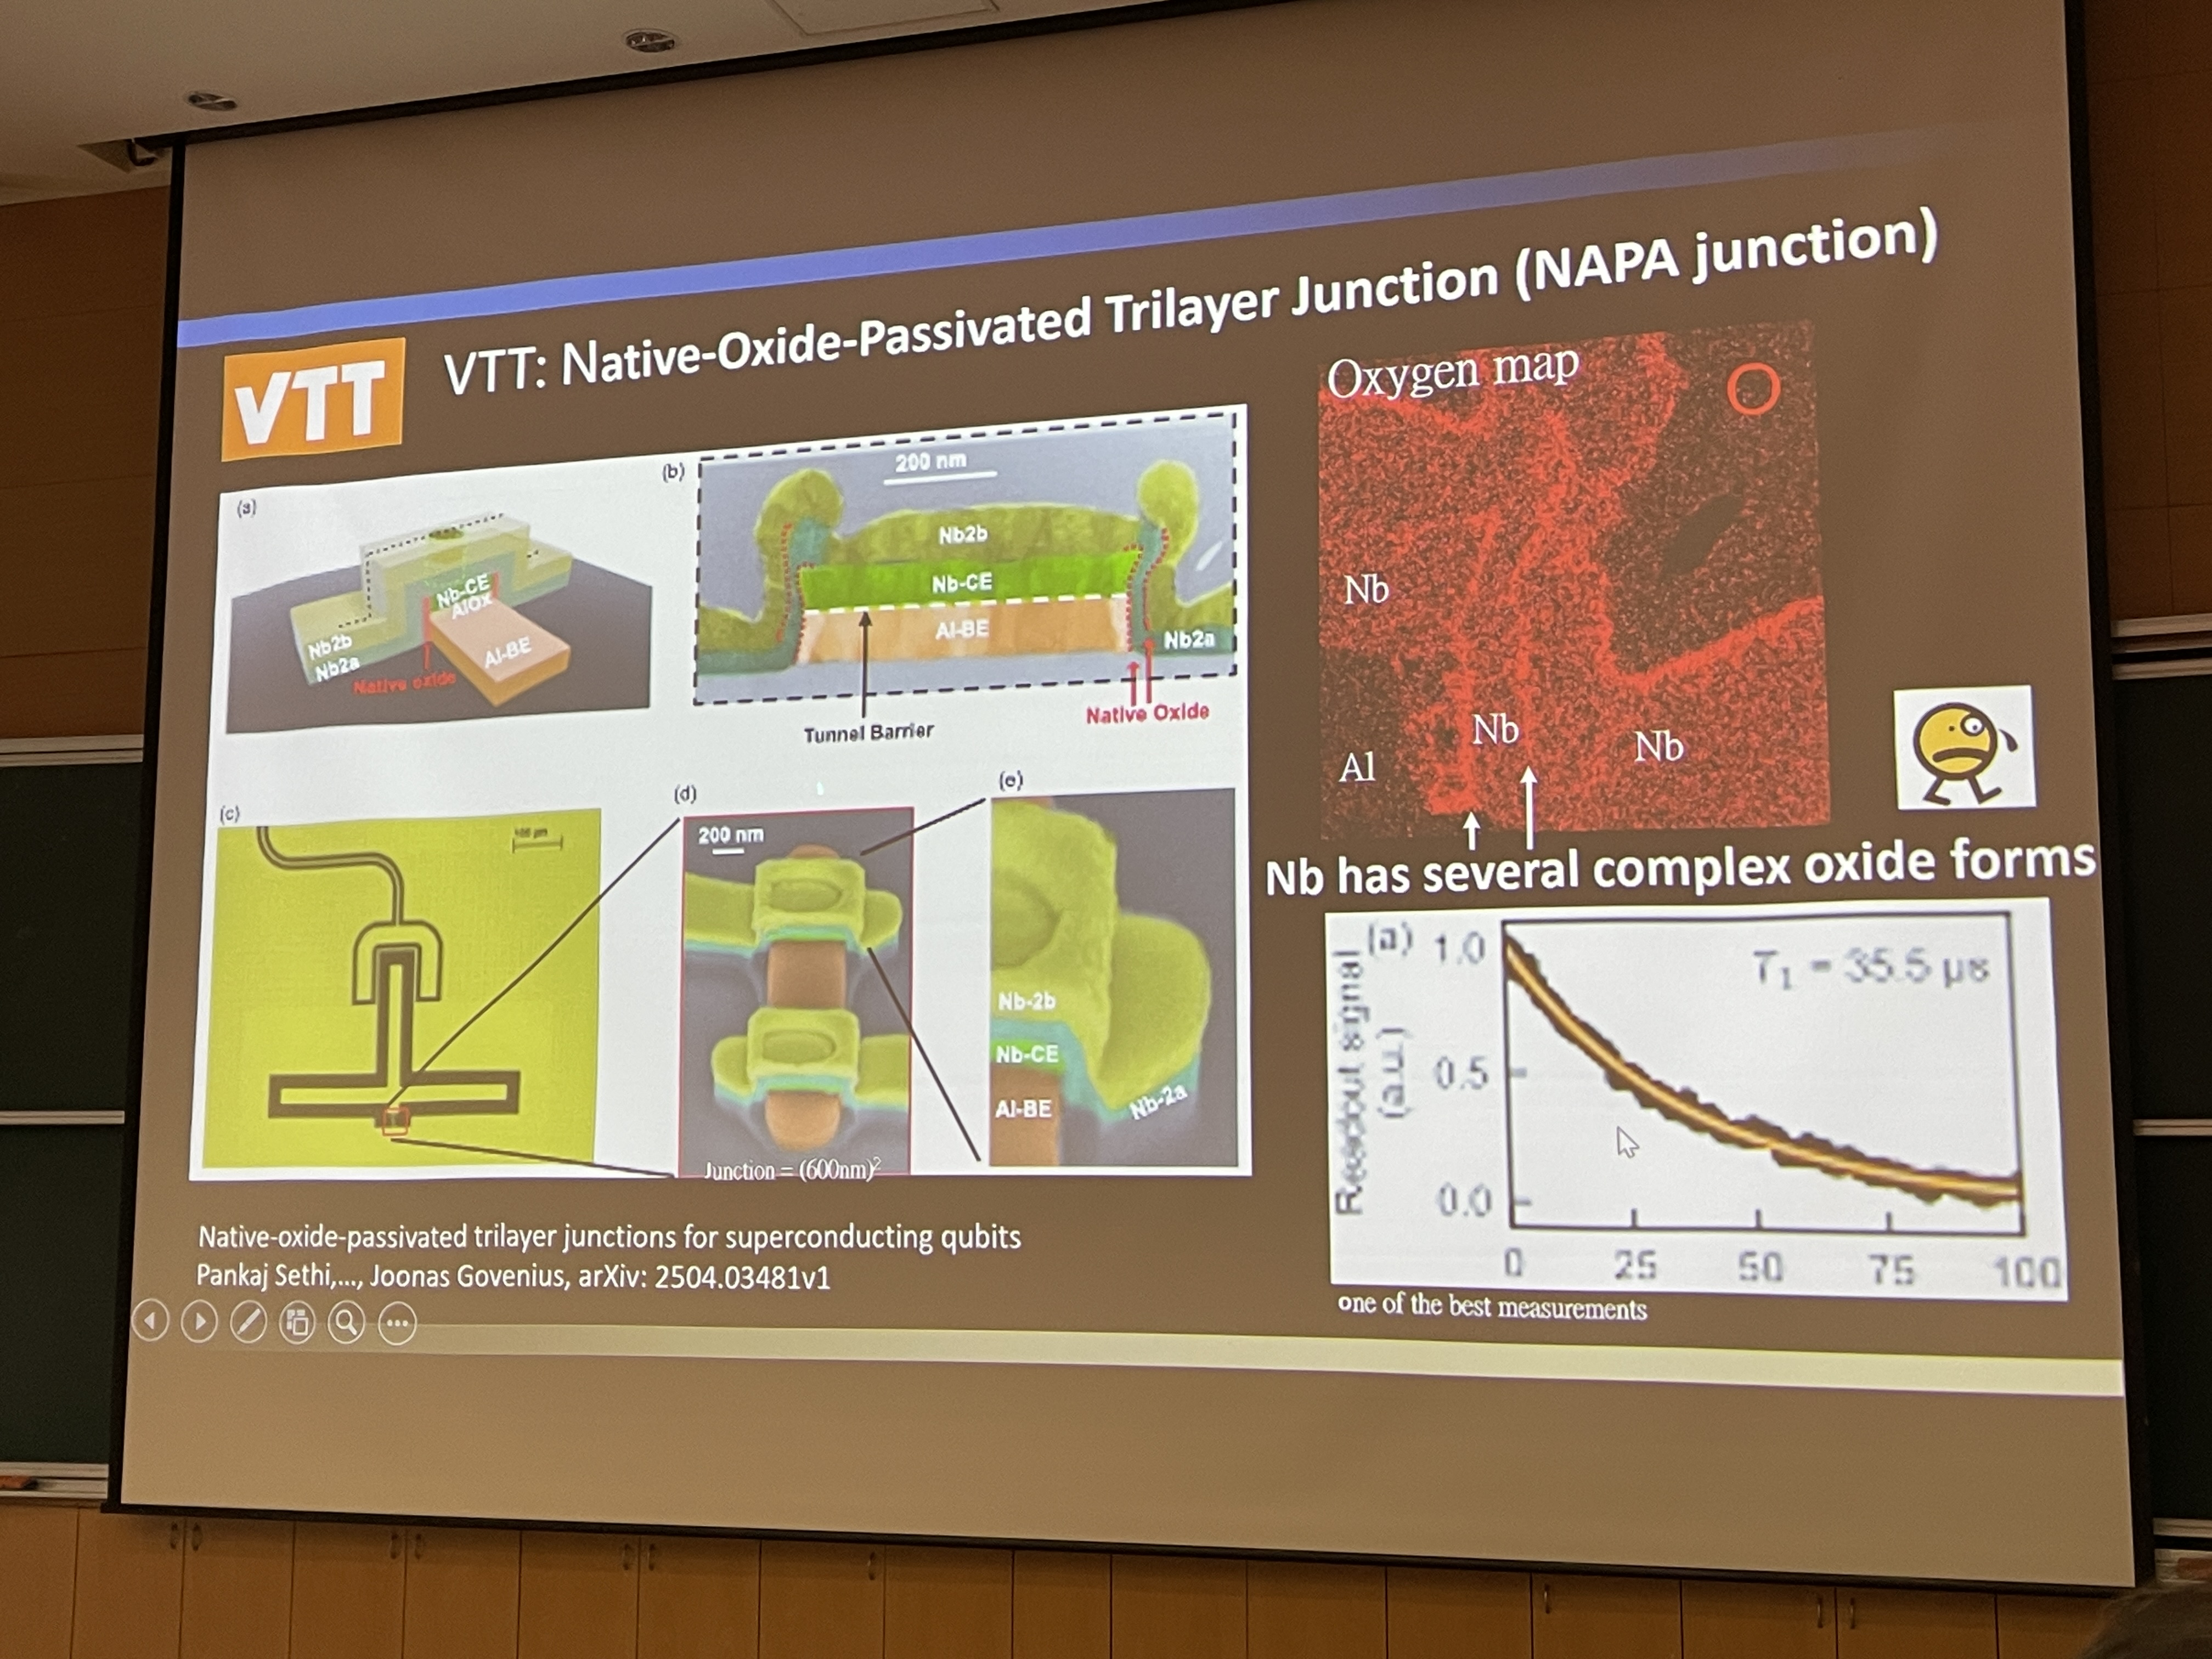 VTT: Native-Oxide-Passivated Trilayer Junction (NAPA junction)
VTT
(a)
Nb-CE
AlOx
Al-BE
Nb2b
Nb2a
Native oxide
(b)
200 nm
Nb2b
Nb-CE
Al-BE
Nb2a
Tunnel Barrier
Native Oxide
(c)
(d)
200 nm
Junction = (600nm)²
(e)
Nb-2b
Nb-CE
Al-BE
Nb-2a
Oxygen map
O
Nb
Nb
Nb
Al
Nb has several complex oxide forms
(a)
T₁ = 35.5 µs
Readout signal
(a.u.)
1.0
0.5
0.0
0 25 50 75 100
one of the best measurements
Native-oxide-passivated trilayer junctions for superconducting qubits
Pankaj Sethi,..., Joonas Govenius, arXiv: 2504.03481v1